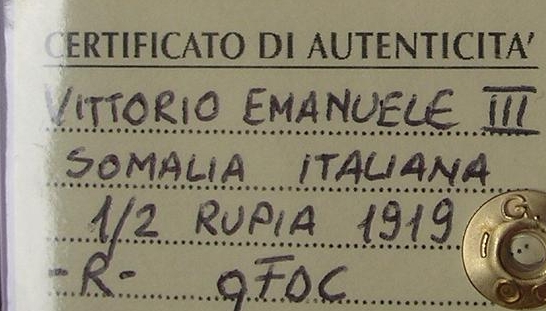 CERTIFICATO DI AUTENTICITA'
VITTORIO EMANUELE III
SOMALIA ITALIANA
1/2 RUPIA 1919
-R- qFDC